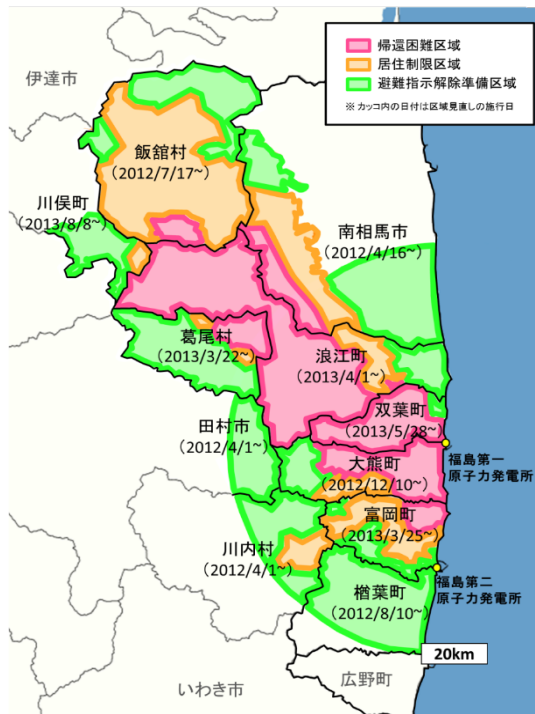 帰還困難区域
居住制限区域
避難指示解除準備区域
※ カッコ内の日付は区域見直しの施行日
伊達市
飯舘村
(2012/7/17~)
川俣町
(2013/8/8~)
南相馬市
(2012/4/16~)
葛尾村
(2013/3/22~)
浪江町
(2013/4/1~)
田村市
(2012/4/1~)
双葉町
(2013/5/28~)
福島第一
原子力発電所
大熊町
(2012/12/10~)
富岡町
(2013/3/25~)
川内村
(2012/4/1~)
福島第二
原子力発電所
楢葉町
(2012/8/10~)
20km
広野町
いわき市